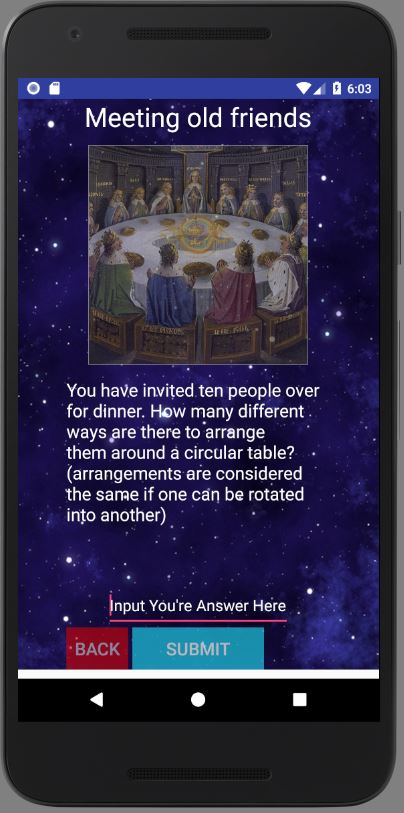 6:03
Meeting old friends
You have invited ten people over
for dinner. How many different
ways are there to arrange
them around a circular table?
(arrangements are considered
the same if one can be rotated
into another)
Input You're Answer Here
BACK SUBMIT